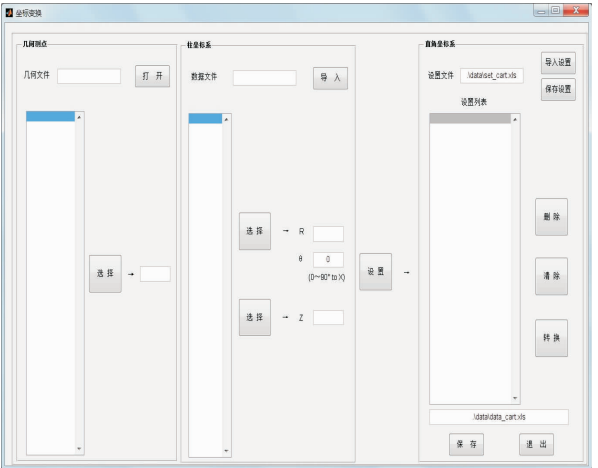 坐标变换
几何测点
几何文件
打 开
选 择
→
柱坐标系
数据文件
导 入
选 择 → R
θ 0
(0～90° to X)
选 择 → Z
设 置 →
直角坐标系
导入设置
设置文件 .\data\set_cart.xls
保存设置
设置列表
删 除
清 除
转 换
.\data\data_cart.xls
保 存
退 出